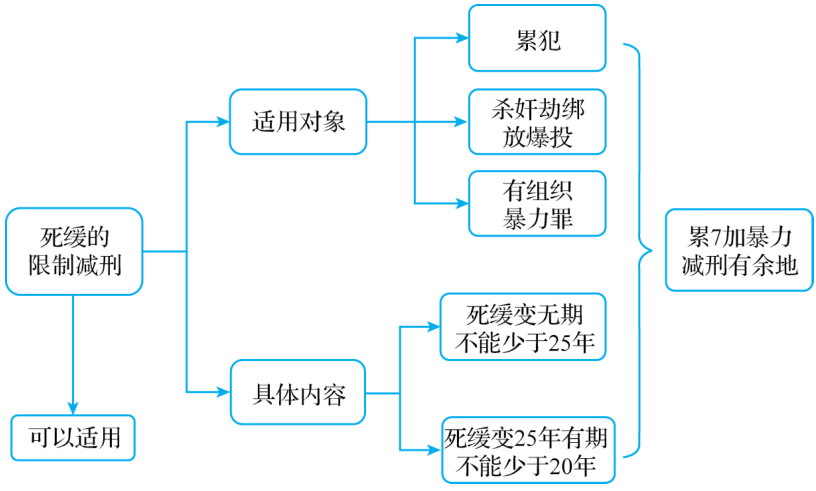 死缓的
限制减刑
可以适用
适用对象
累犯
杀奸劫绑
放爆投
有组织
暴力罪
具体内容
死缓变无期
不能少于25年
死缓变25年有期
不能少于20年
累7加暴力
减刑有余地